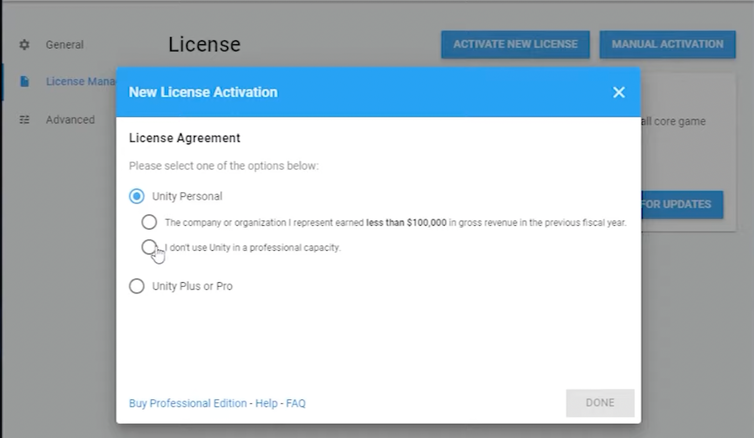 General
License
ACTIVATE NEW LICENSE
MANUAL ACTIVATION
License Mana
Advanced
all core game
FOR UPDATES
New License Activation
License Agreement
Please select one of the options below:
Unity Personal
The company or organization I represent earned less than $100,000 in gross revenue in the previous fiscal year.
I don't use Unity in a professional capacity.
Unity Plus or Pro
Buy Professional Edition - Help - FAQ
DONE